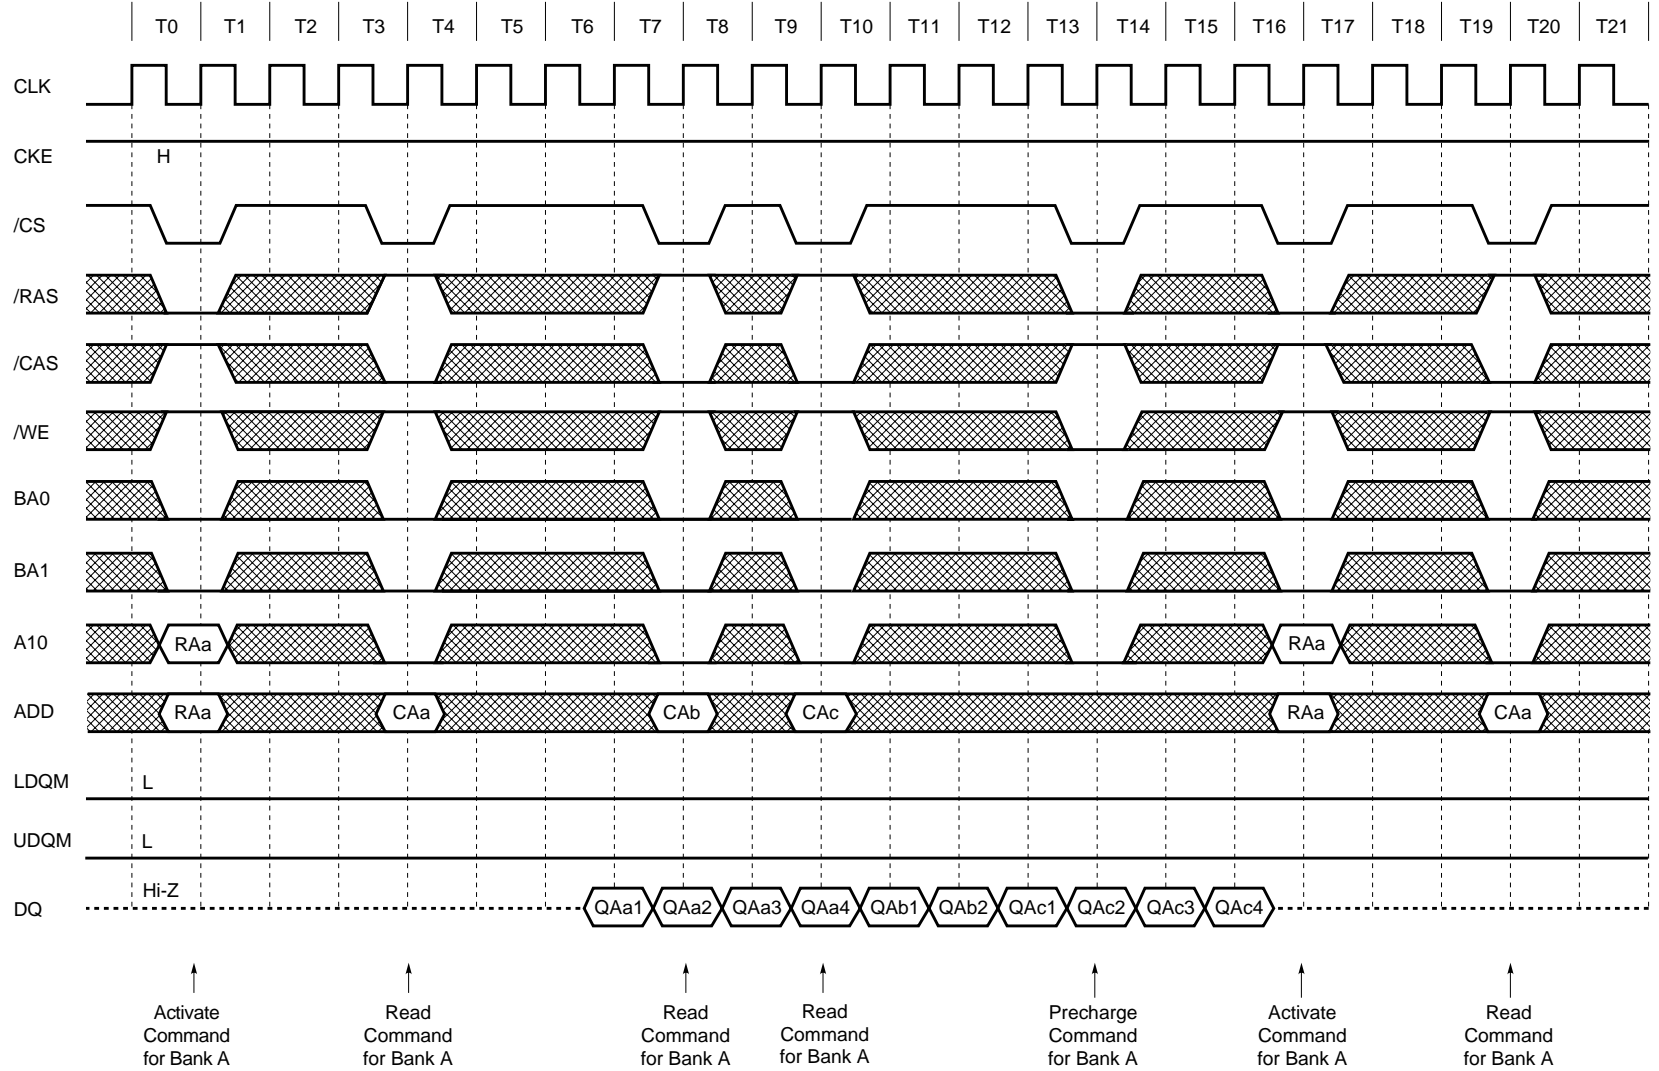 T0 T1 T2 T3 T4 T5 T6 T7 T8 T9 T10 T11 T12 T13 T14 T15 T16 T17 T18 T19 T20 T21
CLK
CKE H
/CS
/RAS
/CAS
/WE
BA0
BA1
A10 RAa RAa
ADD RAa CAa CAb CAc RAa CAa
LDQM L
UDQM L
DQ Hi-Z QAa1 QAa2 QAa3 QAa4 QAb1 QAb2 QAc1 QAc2 QAc3 QAc4
Activate
Command
for Bank A
Read
Command
for Bank A
Read
Command
for Bank A
Read
Command
for Bank A
Precharge
Command
for Bank A
Activate
Command
for Bank A
Read
Command
for Bank A